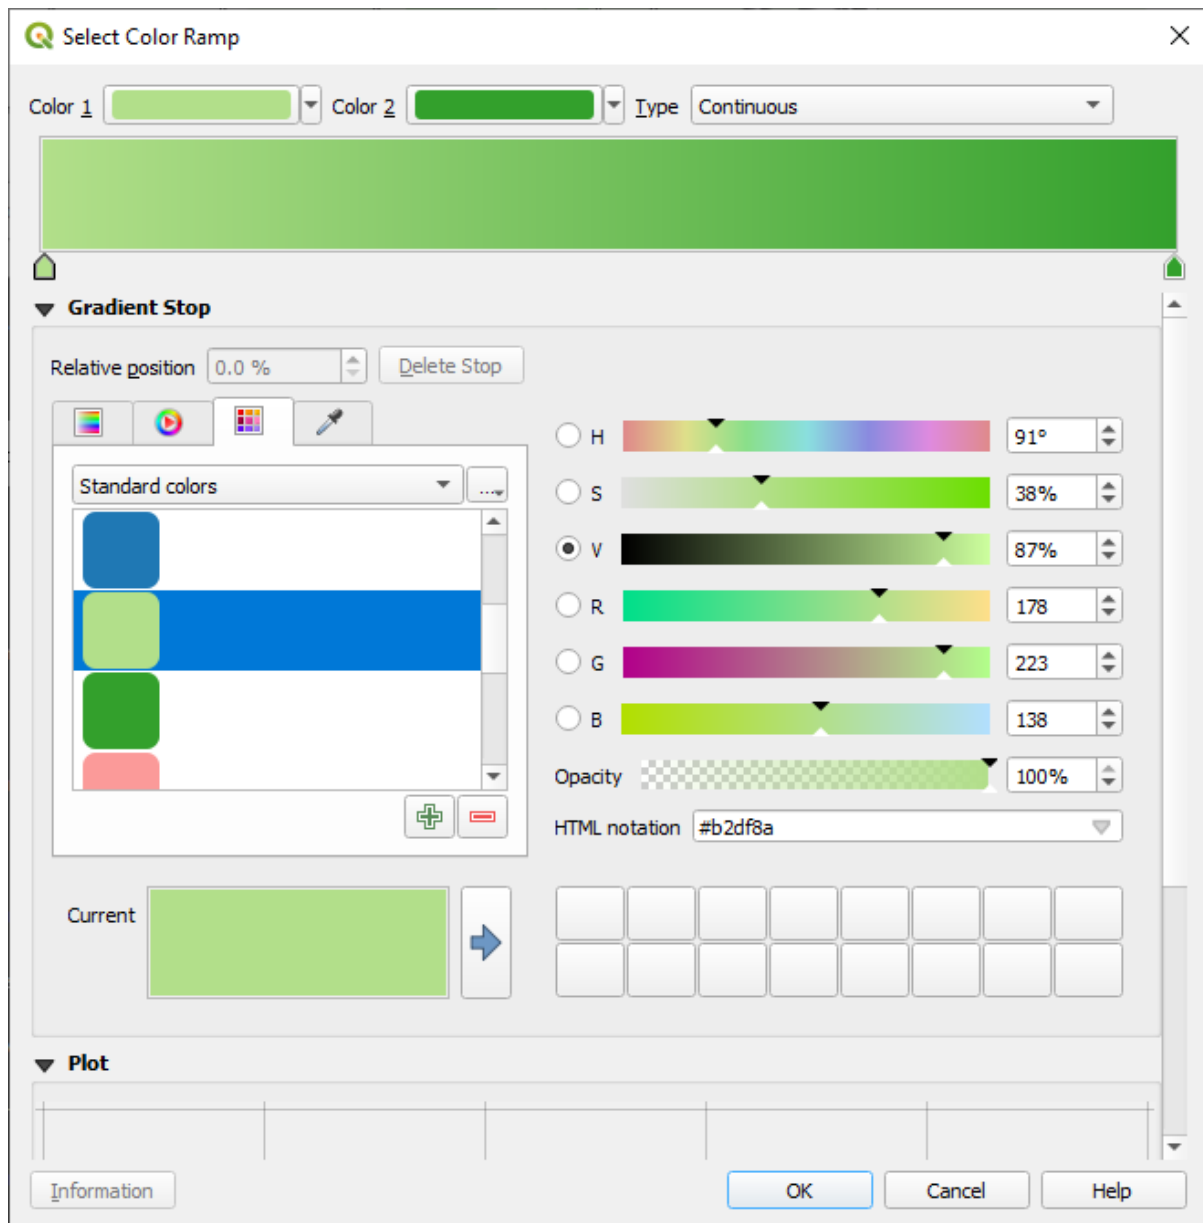 Select Color Ramp
Color 1 Color 2 Type Continuous
Gradient Stop
Relative position 0.0 % Delete Stop
H 91°
Standard colors ...
S 38%
V 87%
R 178
G 223
B 138
Opacity 100%
HTML notation #b2df8a
Current
Plot
Information OK Cancel Help